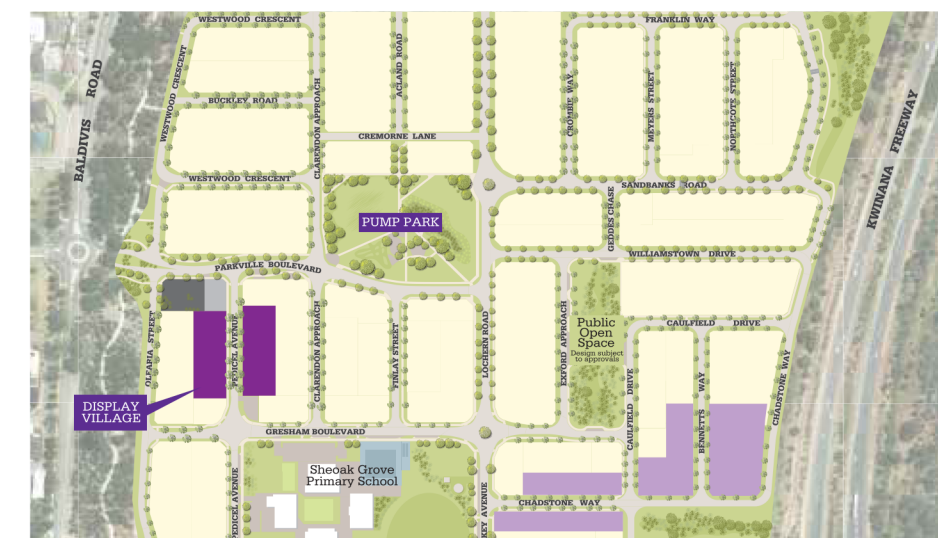 WESTWOOD CRESCENT
FRANKLIN WAY
BALDIVIS ROAD
WESTWOOD CRESCENT
BUCKLEY ROAD
CLARENDON APPROACH
ACLAND ROAD
CROMBIE WAY
MEYERS STREET
NORTHCOTE STREET
KWINANA FREEWAY
CREMORNE LANE
WESTWOOD CRESCENT
SANDBANKS ROAD
GEDDES CHASE
PUMP PARK
WILLIAMSTOWN DRIVE
PARKVILLE BOULEVARD
OLEARIA STREET
PEDICEL AVENUE
CLARENDON APPROACH
FINLAY STREET
LOCHERN ROAD
EXFORD APPROACH
Public
Open
Space
Design subject
to approvals
CAULFIELD DRIVE
CAULFIELD DRIVE
BENNETTS WAY
CHADSTONE WAY
DISPLAY
VILLAGE
GRESHAM BOULEVARD
Sheoak Grove
Primary School
PEDICEL AVENUE
KEY AVENUE
CHADSTONE WAY